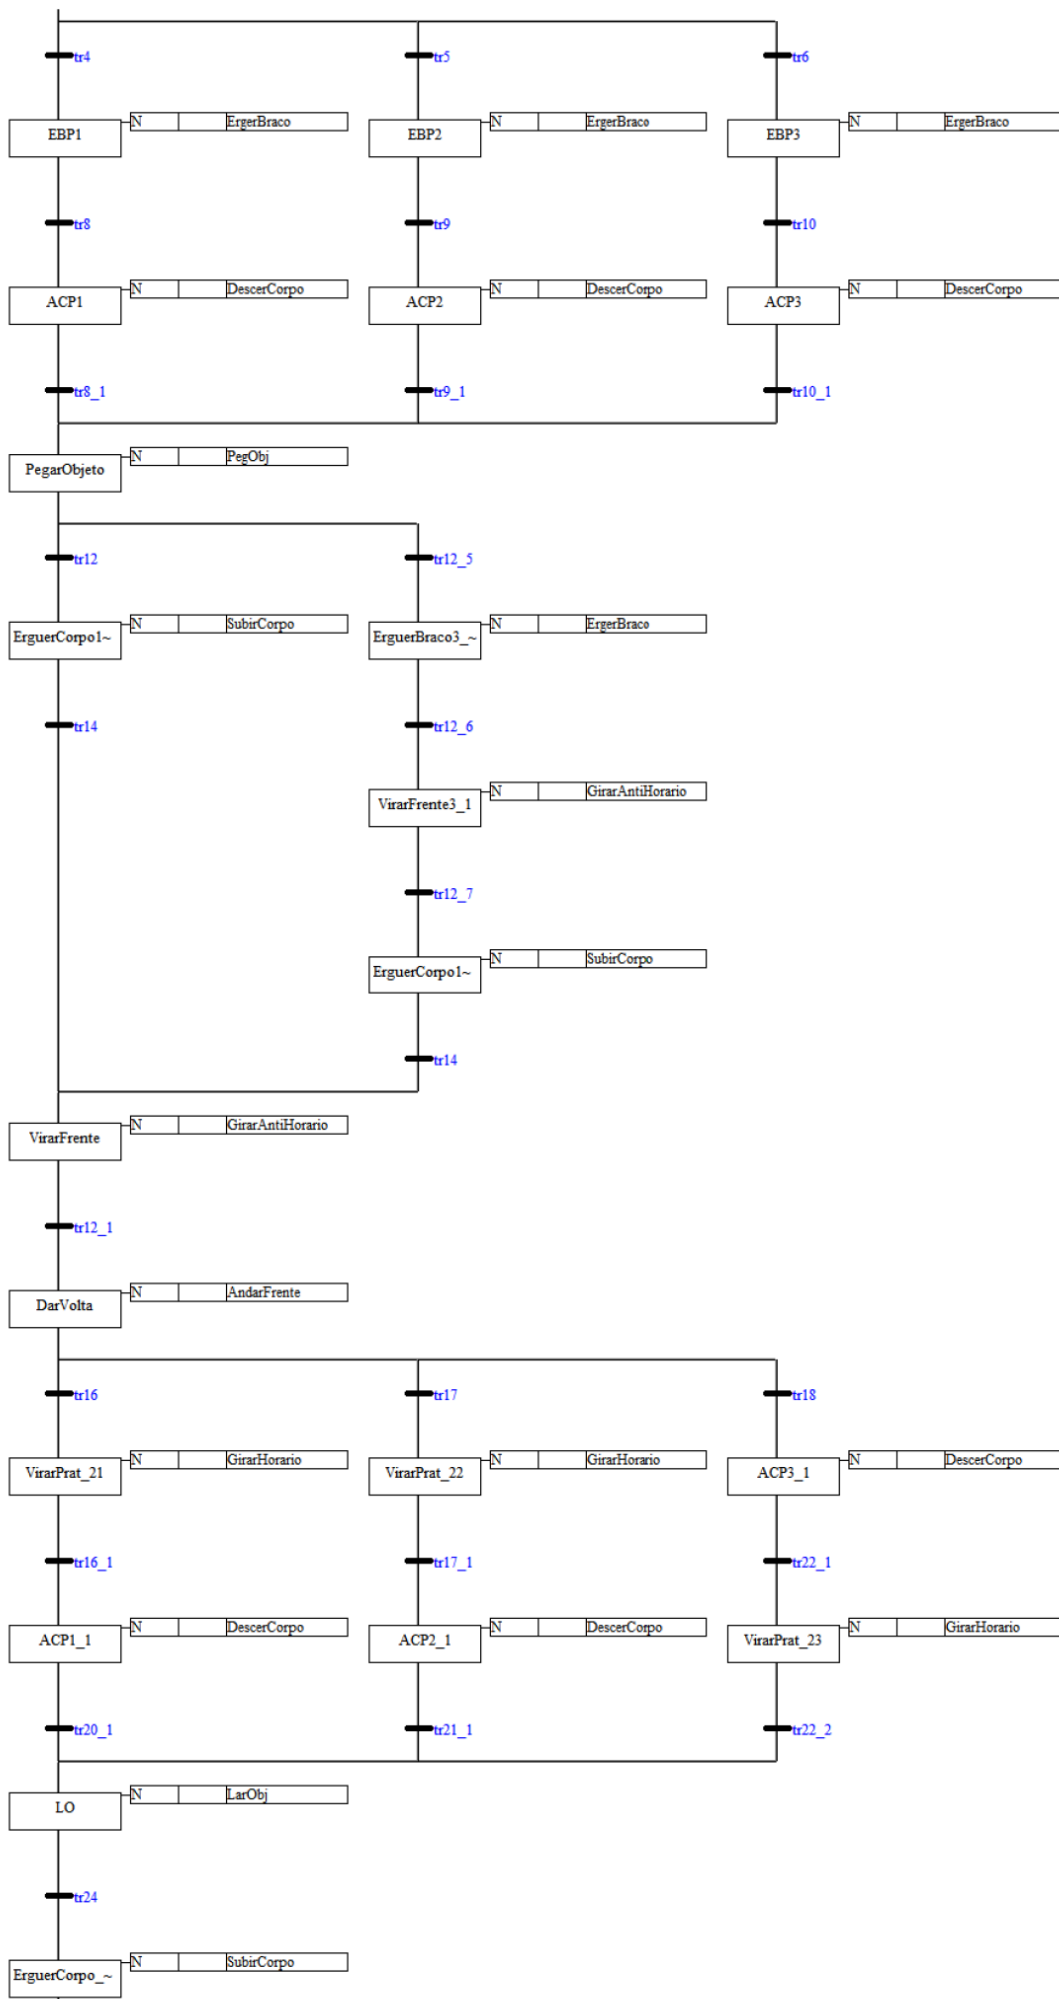 tr4 tr5 tr6
EBP1 N ErgerBraco EBP2 N ErgerBraco EBP3 N ErgerBraco
tr8 tr9 tr10
ACP1 N DescerCorpo ACP2 N DescerCorpo ACP3 N DescerCorpo
tr8_1 tr9_1 tr10_1
PegarObjeto N PegObj
tr12 tr12_5
ErguerCorpo1~ N SubirCorpo ErguerBraco3_~ N ErgerBraco
tr14 tr12_6
VirarFrente3_1 N GirarAntiHorario
tr12_7
ErguerCorpo1~ N SubirCorpo
tr14
VirarFrente N GirarAntiHorario
tr12_1
DarVolta N AndarFrente
tr16 tr17 tr18
VirarPrat_21 N GirarHorario VirarPrat_22 N GirarHorario ACP3_1 N DescerCorpo
tr16_1 tr17_1 tr22_1
ACP1_1 N DescerCorpo ACP2_1 N DescerCorpo VirarPrat_23 N GirarHorario
tr20_1 tr21_1 tr22_2
LO N LarObj
tr24
ErguerCorpo_~ N SubirCorpo